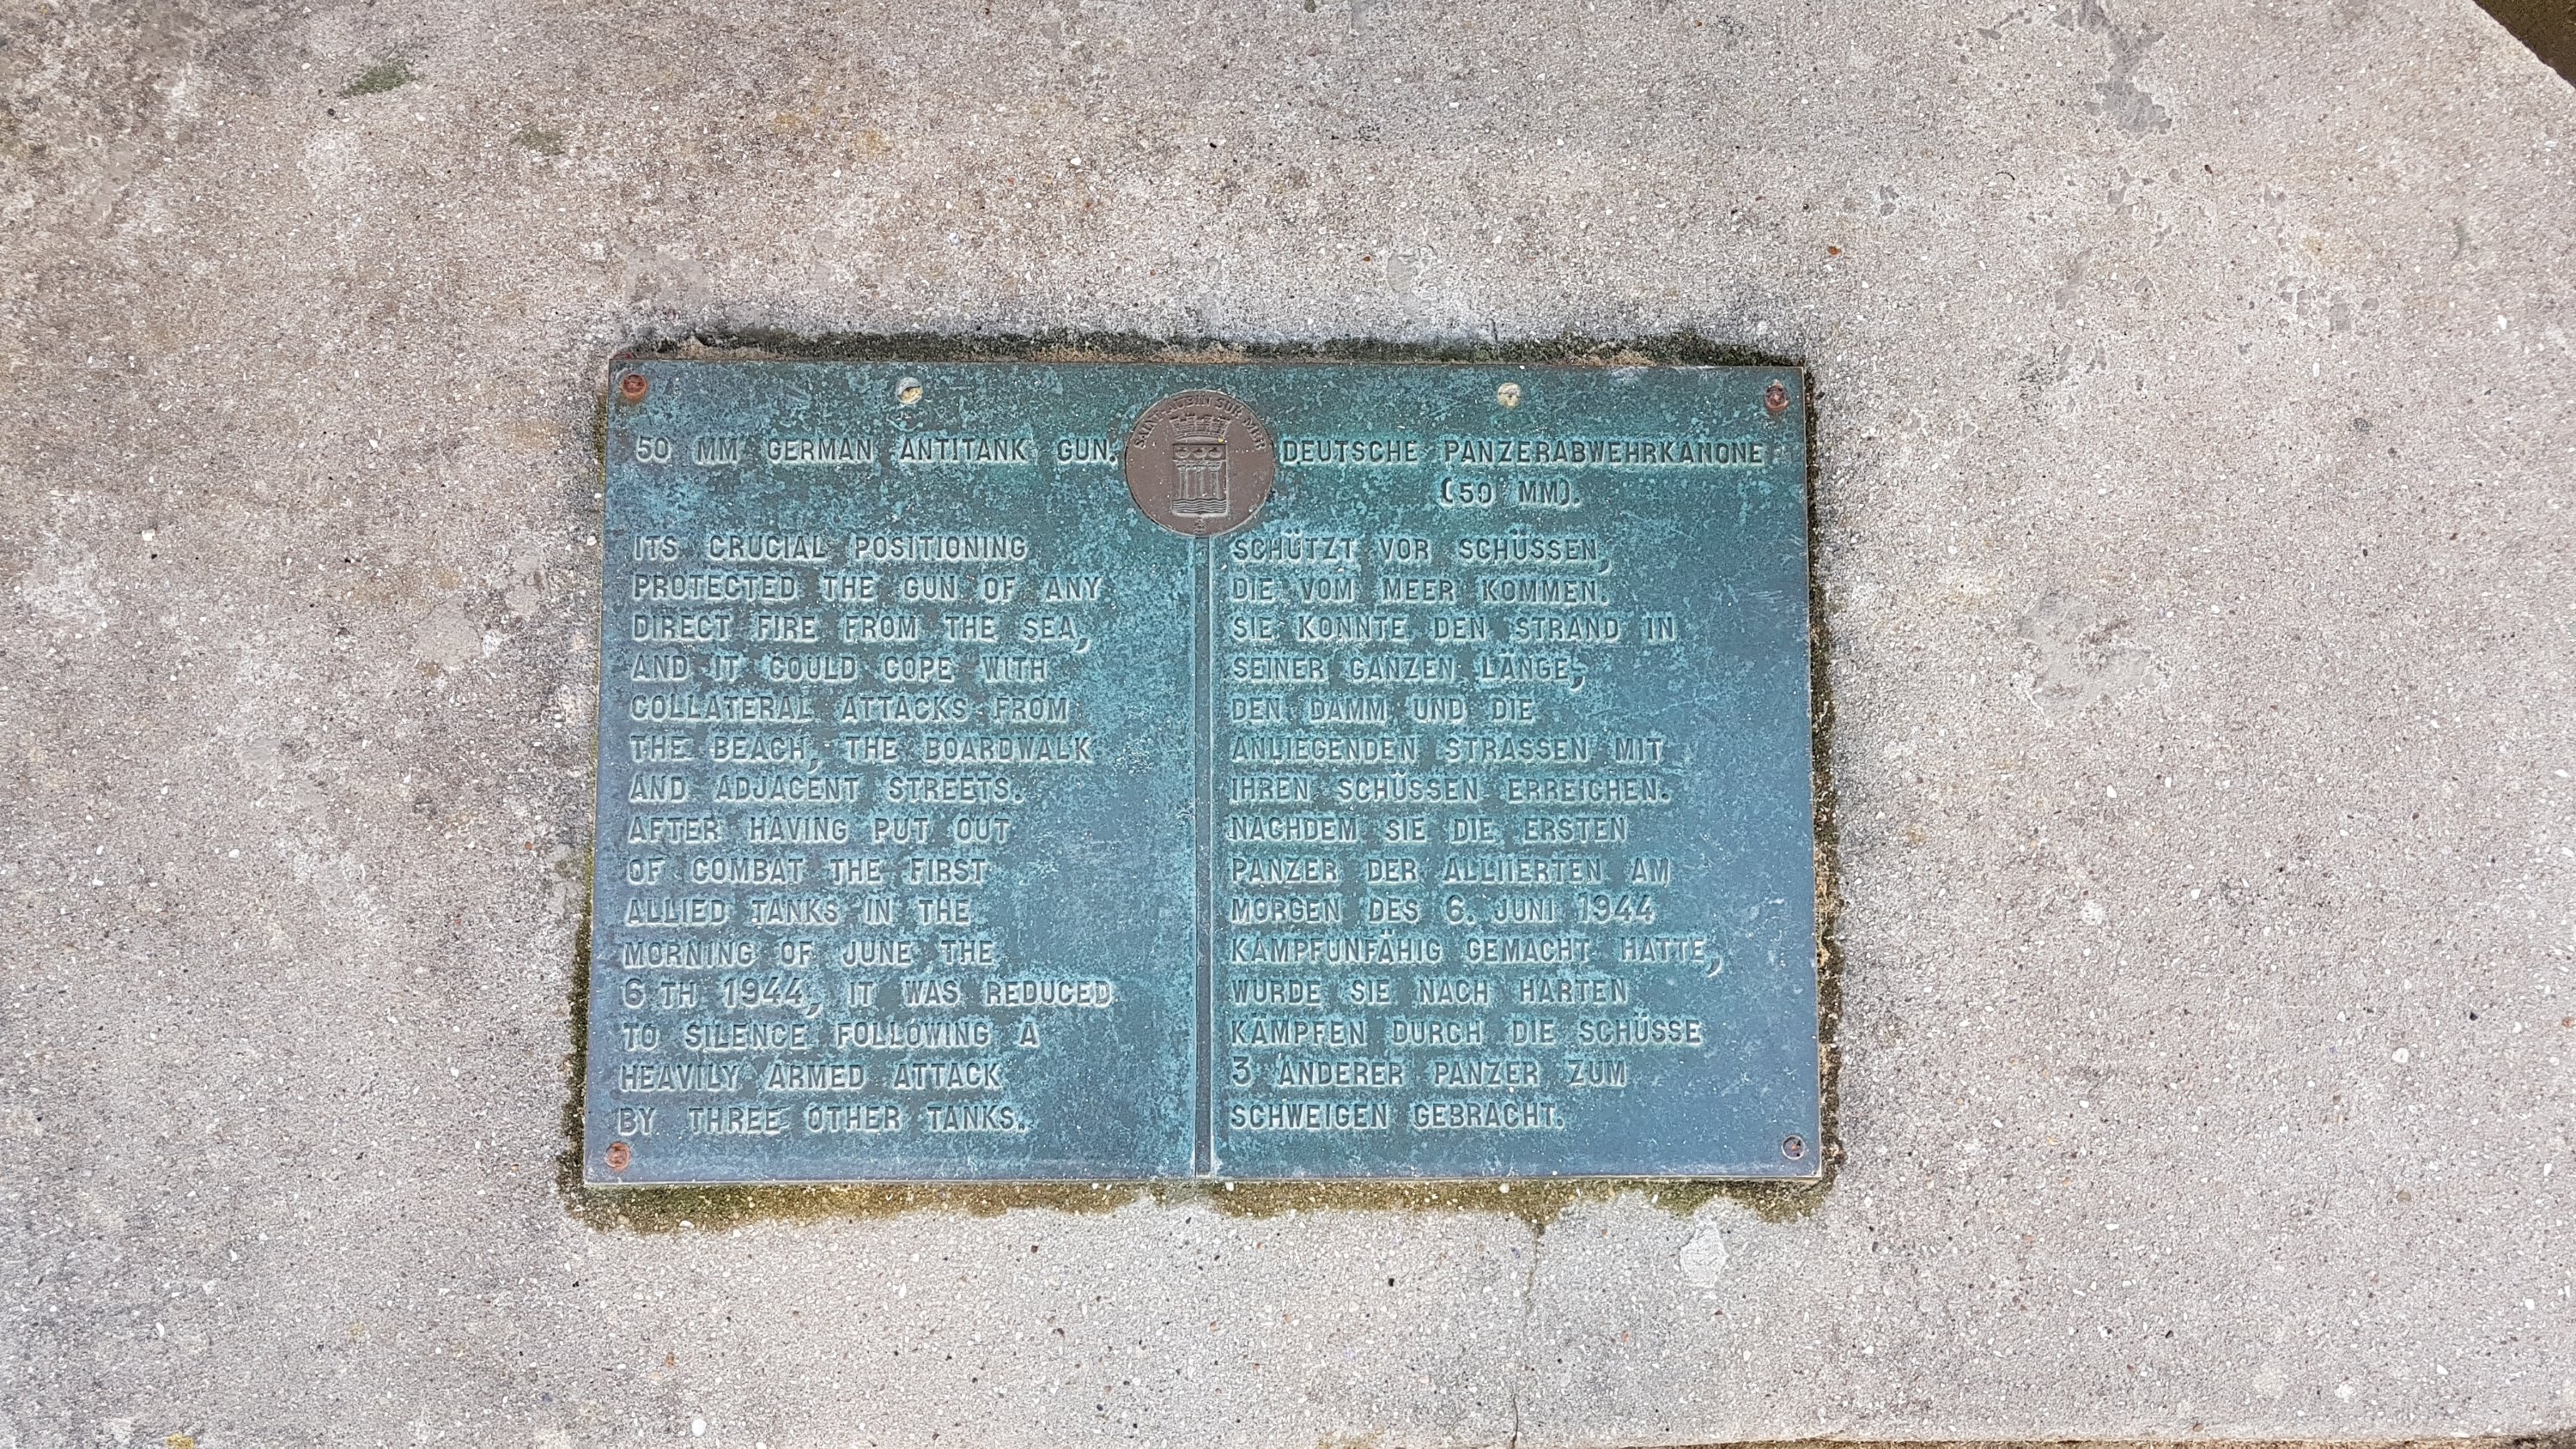 SAINT AUBIN SUR MER
50 MM GERMAN ANTITANK GUN.
ITS CRUCIAL POSITIONING
PROTECTED THE GUN OF ANY
DIRECT FIRE FROM THE SEA,
AND IT COULD COPE WITH
COLLATERAL ATTACKS FROM
THE BEACH, THE BOARDWALK
AND ADJACENT STREETS.
AFTER HAVING PUT OUT
OF COMBAT THE FIRST
ALLIED TANKS IN THE
MORNING OF JUNE THE
6 TH 1944, IT WAS REDUCED
TO SILENCE FOLLOWING A
HEAVILY ARMED ATTACK
BY THREE OTHER TANKS.
DEUTSCHE PANZERABWEHRKANONE
(50 MM).
SCHÜTZT VOR SCHÜSSEN,
DIE VOM MEER KOMMEN.
SIE KONNTE DEN STRAND IN
SEINER GANZEN LÄNGE,
DEN DAMM UND DIE
ANLIEGENDEN STRASSEN MIT
IHREN SCHÜSSEN ERREICHEN.
NACHDEM SIE DIE ERSTEN
PANZER DER ALLIIERTEN AM
MORGEN DES 6. JUNI 1944
KAMPFUNFÄHIG GEMACHT HATTE,
WURDE SIE NACH HARTEN
KÄMPFEN DURCH DIE SCHÜSSE
3 ANDERER PANZER ZUM
SCHWEIGEN GEBRACHT.